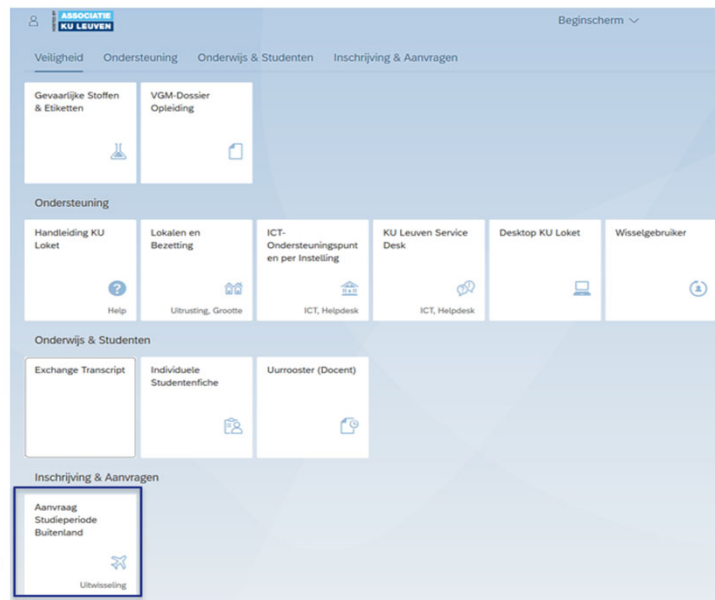 ASSOCIATIE
KU LEUVEN
Beginscherm
Veiligheid Ondersteuning Onderwijs & Studenten Inschrijving & Aanvragen
Gevaarlijke Stoffen
& Etiketten
VGM-Dossier
Opleiding
Ondersteuning
Handleiding KU
Loket
Help
Lokalen en
Bezetting
Uitrusting, Grootte
ICT-
Ondersteuningspunt
en per Instelling
ICT, Helpdesk
KU Leuven Service
Desk
ICT, Helpdesk
Desktop KU Loket
Wisselgebruiker
Onderwijs & Studenten
Exchange Transcript
Individuele
Studentenfiche
Uurrooster (Docent)
Inschrijving & Aanvragen
Aanvraag
Studieperiode
Buitenland
Uitwisseling